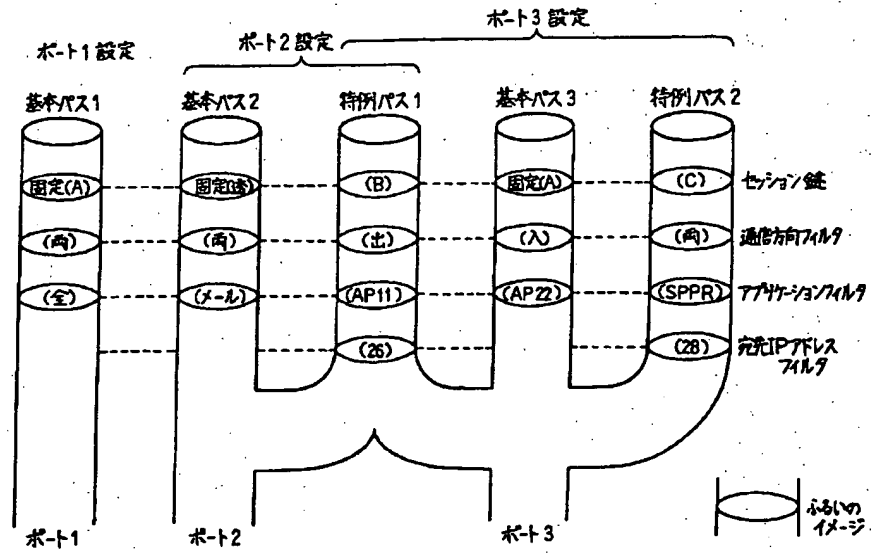 ポート3設定
ポート2設定
ポート1設定
基本パス1
基本パス2
特例パス1
基本パス3
特例パス2
固定(A)
(B)
固定(A)
(C)
セッション鍵
(両)
(両)
(出)
(入)
(両)
通信方向フィルタ
(全)
(メール)
(AP11)
(AP22)
(SPPR)
アプリケーションフィルタ
(26)
(28)
宛先IPアドレス
フィルタ
ポート1
ポート2
ポート3
ふるいの
イメージ